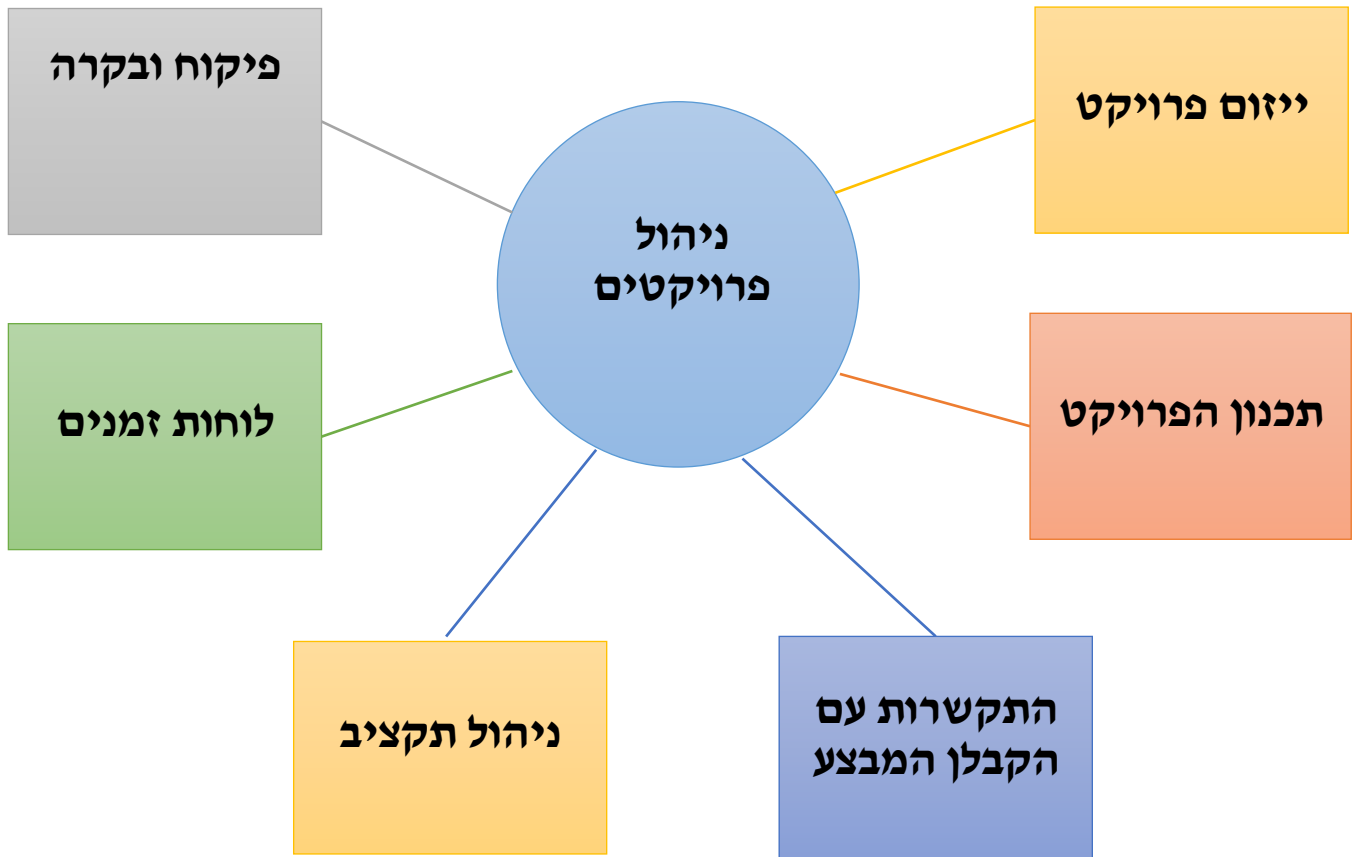 ניהול
פרויקטים
ייזום פרויקט
תכנון הפרויקט
התקשרות עם
הקבלן המבצע
ניהול תקציב
לוחות זמנים
פיקוח ובקרה